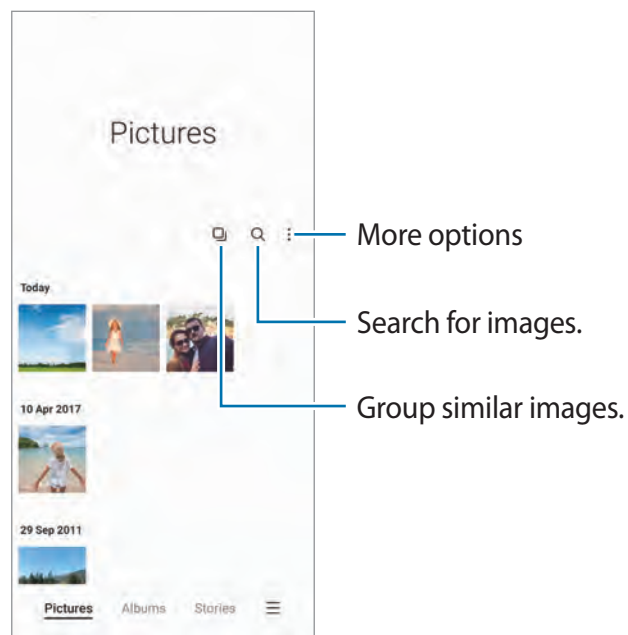 Pictures
More options
Today
Search for images.
Group similar images.
10 Apr 2017
29 Sep 2011
Pictures Albums Stories